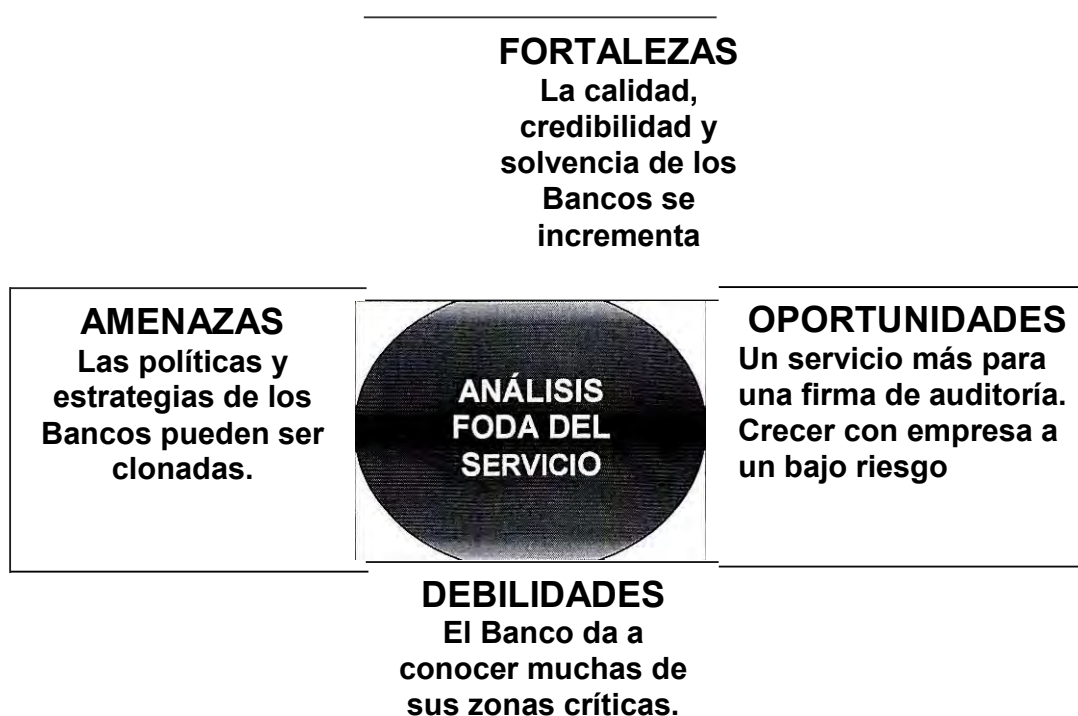 FORTALEZAS
La calidad,
credibilidad y
solvencia de los
Bancos se
incrementa
AMENAZAS
Las políticas y
estrategias de los
Bancos pueden ser
clonadas.
ANÁLISIS
FODA DEL
SERVICIO
OPORTUNIDADES
Un servicio más para
una firma de auditoría.
Crecer con empresa a
un bajo riesgo
DEBILIDADES
El Banco da a
conocer muchas de
sus zonas críticas.